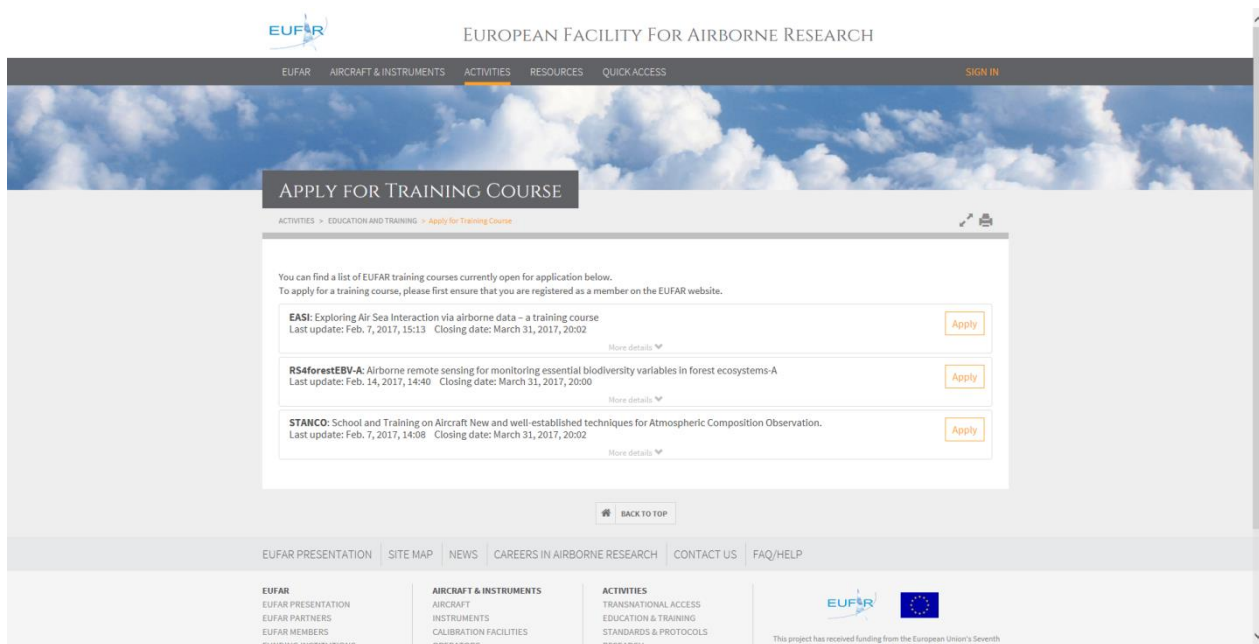 EUFAR
EUROPEAN FACILITY FOR AIRBORNE RESEARCH
EUFAR AIRCRAFT & INSTRUMENTS ACTIVITIES RESOURCES QUICK ACCESS SIGN IN
APPLY FOR TRAINING COURSE
ACTIVITIES > EDUCATION AND TRAINING > Apply for Training Course
You can find a list of EUFAR training courses currently open for application below.
To apply for a training course, please first ensure that you are registered as a member on the EUFAR website.
EASI: Exploring Air Sea Interaction via airborne data – a training course
Last update: Feb. 7, 2017, 15:13 Closing date: March 31, 2017, 20:02
Apply
More details
RS4forestEBV-A: Airborne remote sensing for monitoring essential biodiversity variables in forest ecosystems-A
Last update: Feb. 14, 2017, 14:40 Closing date: March 31, 2017, 20:00
Apply
More details
STANCO: School and Training on Aircraft New and well-established techniques for Atmospheric Composition Observation.
Last update: Feb. 7, 2017, 14:08 Closing date: March 31, 2017, 20:02
Apply
More details
BACK TO TOP
EUFAR PRESENTATION SITE MAP NEWS CAREERS IN AIRBORNE RESEARCH CONTACT US FAQ/HELP
EUFAR
EUFAR PRESENTATION
EUFAR PARTNERS
EUFAR MEMBERS
AIRCRAFT & INSTRUMENTS
AIRCRAFT
INSTRUMENTS
CALIBRATION FACILITIES
ACTIVITIES
TRANSNATIONAL ACCESS
EDUCATION & TRAINING
STANDARDS & PROTOCOLS
EUFAR
This project has received funding from the European Union's Seventh